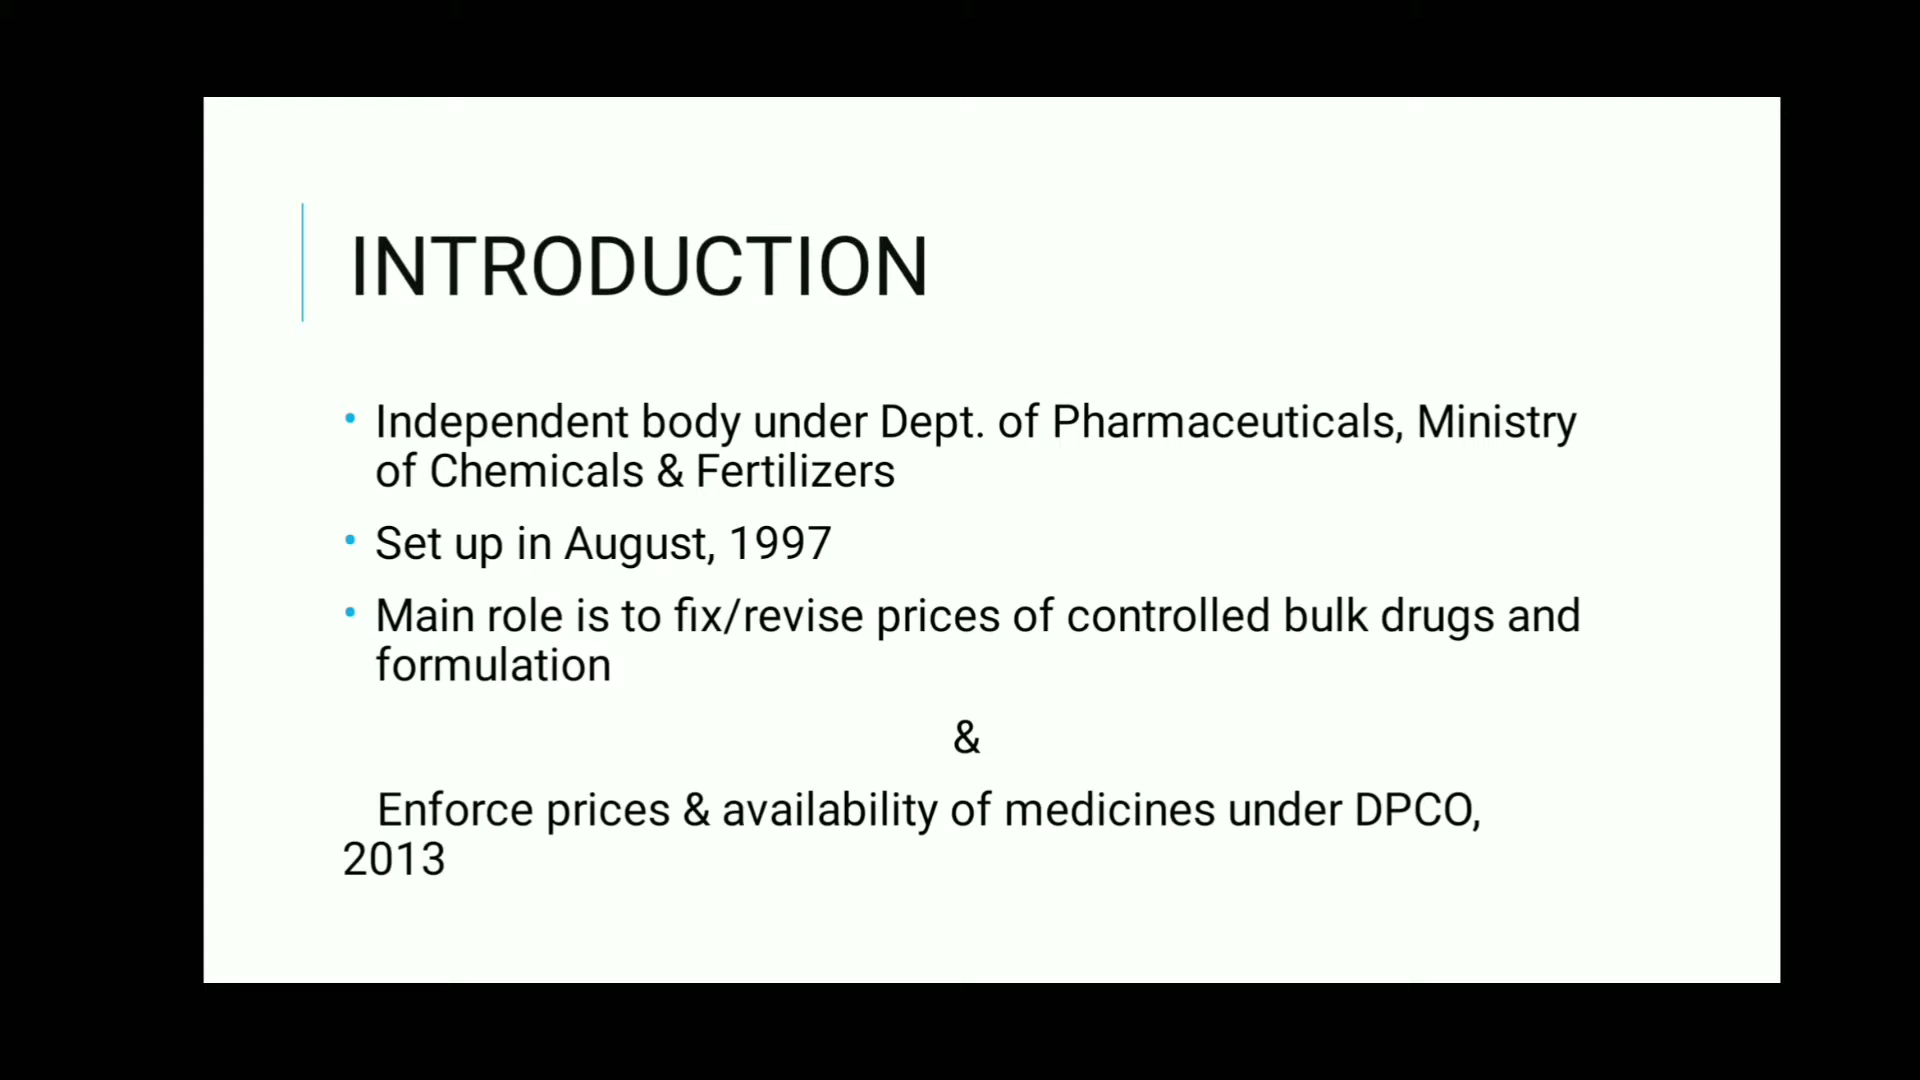 INTRODUCTION
• Independent body under Dept. of Pharmaceuticals, Ministry
of Chemicals & Fertilizers
• Set up in August, 1997
• Main role is to fix/revise prices of controlled bulk drugs and
formulation
&
Enforce prices & availability of medicines under DPCO,
2013